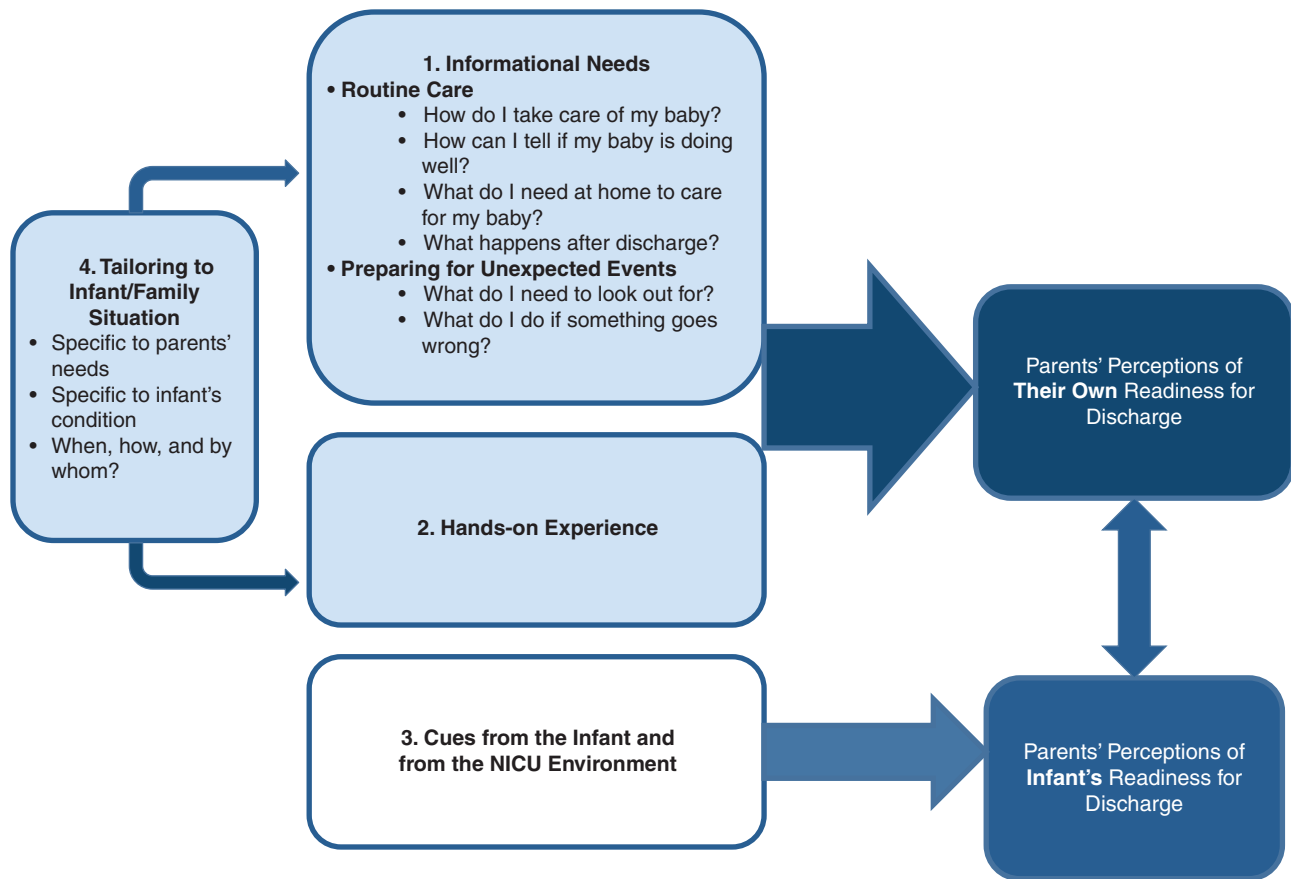 1. Informational Needs
• Routine Care
• How do I take care of my baby?
• How can I tell if my baby is doing
well?
• What do I need at home to care
for my baby?
• What happens after discharge?
• Preparing for Unexpected Events
• What do I need to look out for?
• What do I do if something goes
wrong?
4. Tailoring to
Infant/Family
Situation
• Specific to parents’
needs
• Specific to infant’s
condition
• When, how, and by
whom?
2. Hands-on Experience
3. Cues from the Infant and
from the NICU Environment
Parents’ Perceptions of
Their Own Readiness for
Discharge
Parents’ Perceptions of
Infant’s Readiness for
Discharge